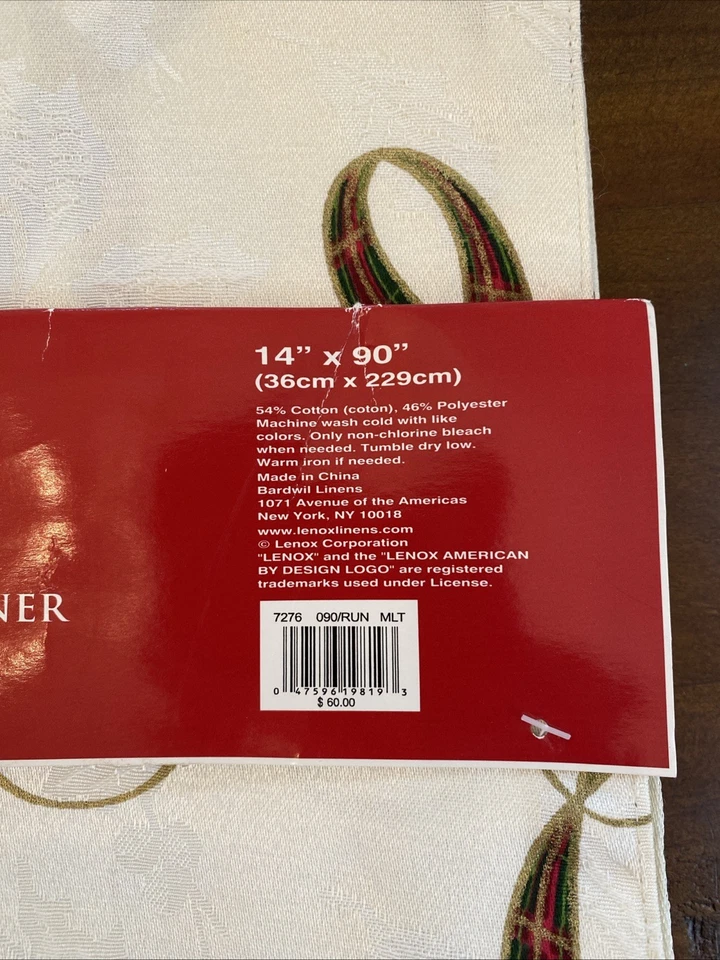 14” x 90”
(36cm x 229cm)
54% Cotton (coton), 46% Polyester
Machine wash cold with like
colors. Only non-chlorine bleach
when needed. Tumble dry low.
Warm iron if needed.
Made in China
Bardwil Linens
1071 Avenue of the Americas
New York, NY 10018
www.lenoxlinens.com
© Lenox Corporation
"LENOX" and the "LENOX AMERICAN
BY DESIGN LOGO" are registered
trademarks used under License.
NER
7276 090/RUN MLT
0 47596 19819 3
$ 60.00